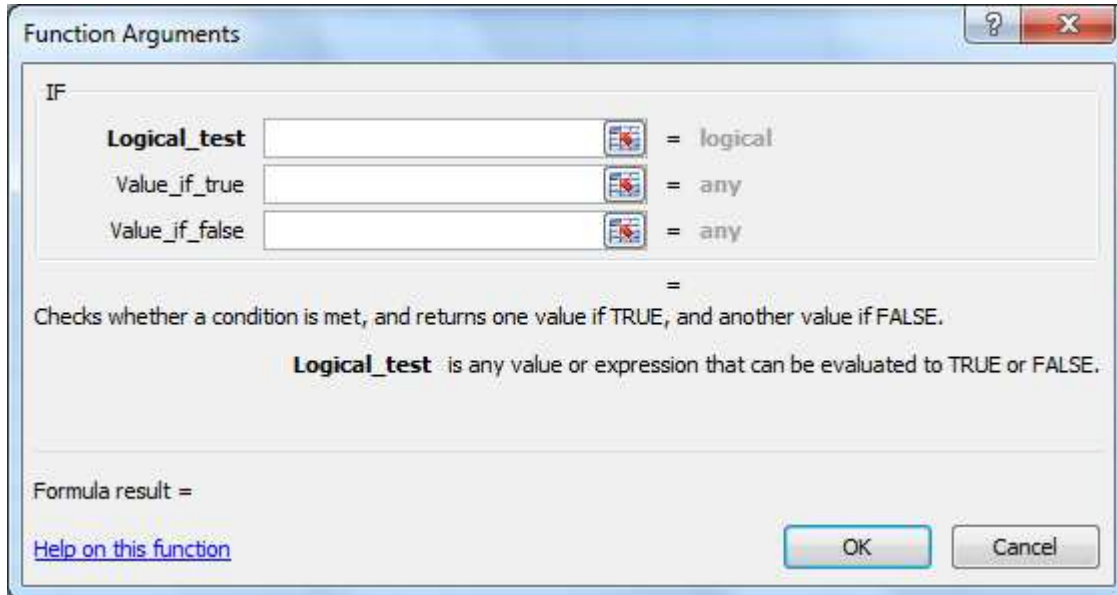 Function Arguments
IF
Logical_test = logical
Value_if_true = any
Value_if_false = any
=
Checks whether a condition is met, and returns one value if TRUE, and another value if FALSE.
Logical_test is any value or expression that can be evaluated to TRUE or FALSE.
Formula result =
Help on this function OK Cancel